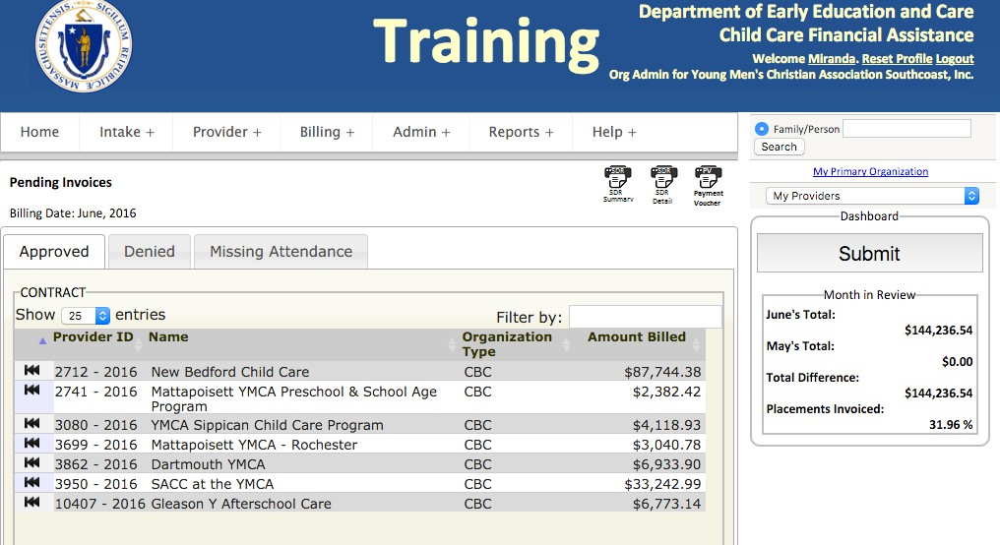 MASSACHUSETTENSIS. SIGILLUM REIPUBLICÆ
Training
Department of Early Education and Care
Child Care Financial Assistance
Welcome Miranda. Reset Profile Logout
Org Admin for Young Men's Christian Association Southcoast, Inc.
Home Intake + Provider + Billing + Admin + Reports + Help +
Family/Person
Search
My Primary Organization
My Providers
Pending Invoices
SDR SDR PV
SDR Summary
SDR Detail
Payment Voucher
Billing Date: June, 2016
Approved Denied Missing Attendance
CONTRACT
Show 25 entries Filter by:
Provider ID Name Organization Type Amount Billed
2712 - 2016 New Bedford Child Care CBC $87,744.38
2741 - 2016 Mattapoisett YMCA Preschool & School Age CBC $2,382.42
Program
3080 - 2016 YMCA Sippican Child Care Program CBC $4,118.93
3699 - 2016 Mattapoisett YMCA - Rochester CBC $3,040.78
3862 - 2016 Dartmouth YMCA CBC $6,933.90
3950 - 2016 SACC at the YMCA CBC $33,242.99
10407 - 2016 Gleason Y Afterschool Care CBC $6,773.14
Dashboard
Submit
Month in Review
June's Total:
$144,236.54
May's Total:
$0.00
Total Difference:
$144,236.54
Placements Invoiced:
31.96 %